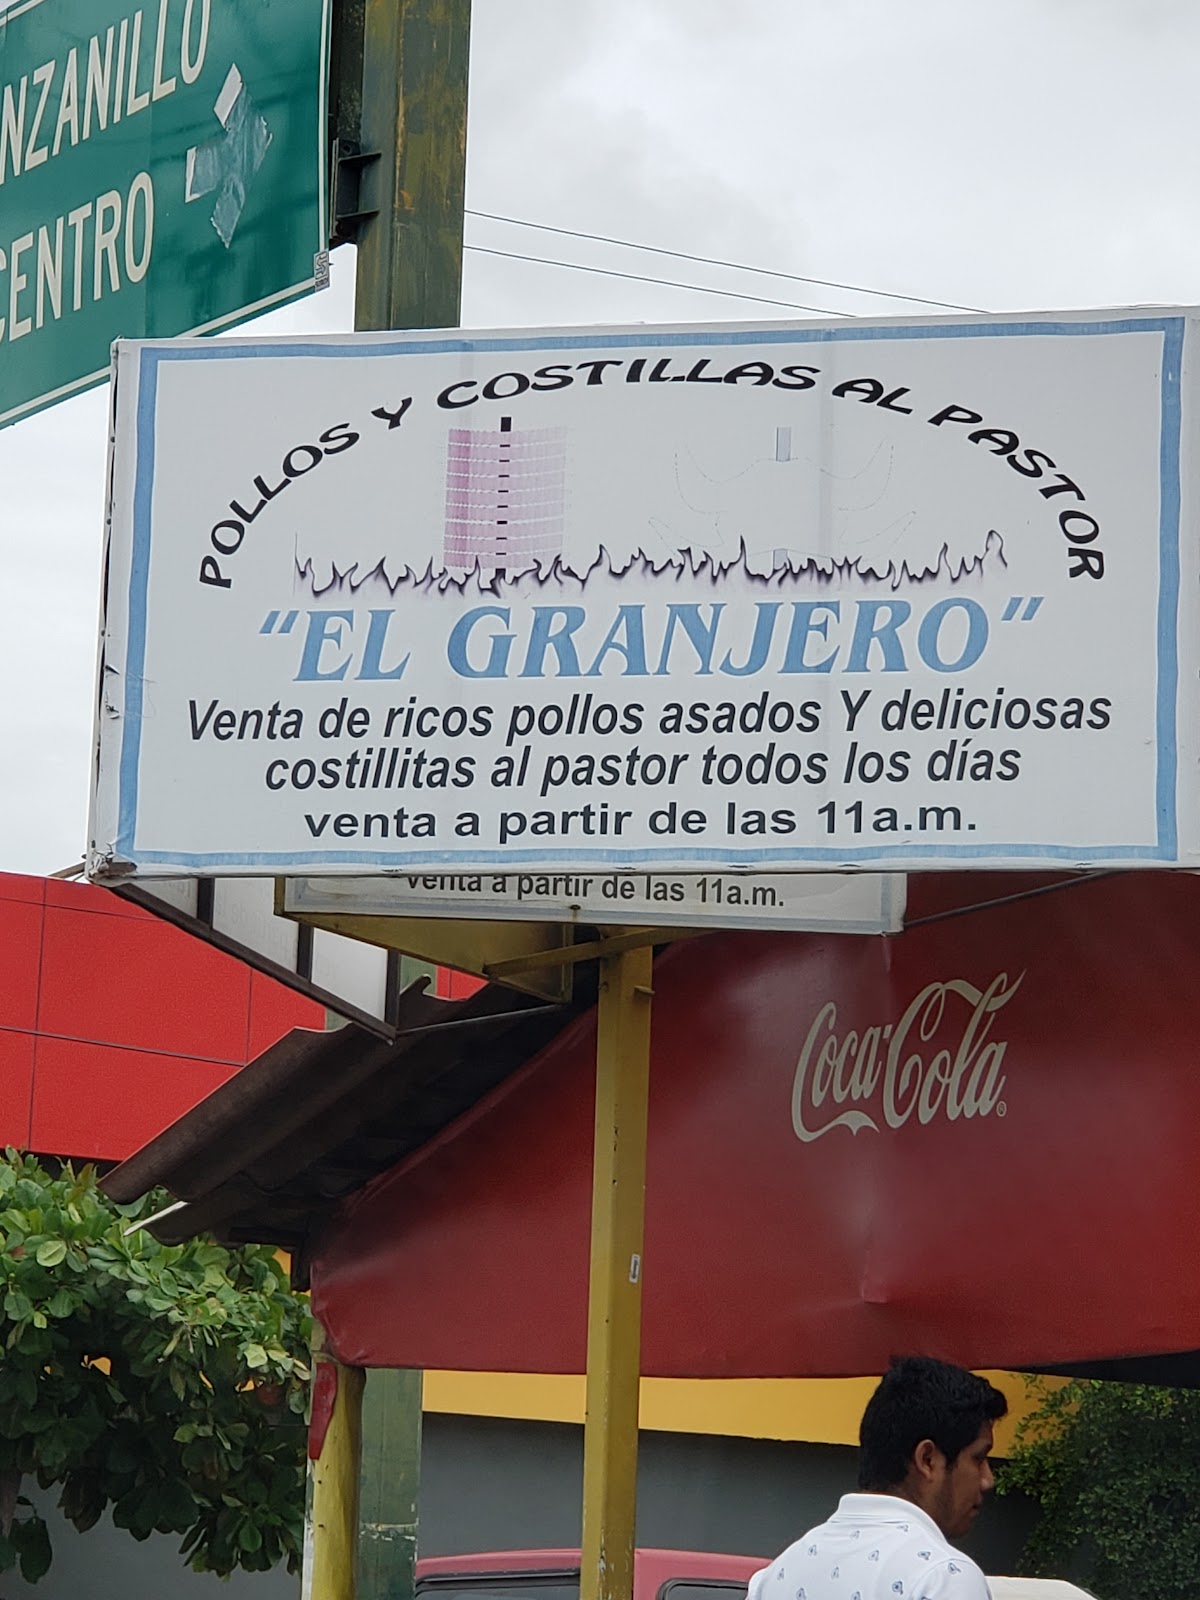 NZANILLO
CENTRO
POLLOS Y COSTILLAS AL PASTOR
"EL GRANJERO"
Venta de ricos pollos asados Y deliciosas
costillitas al pastor todos los días
venta a partir de las 11a.m.
venta a partir de las 11a.m.
Coca-Cola®